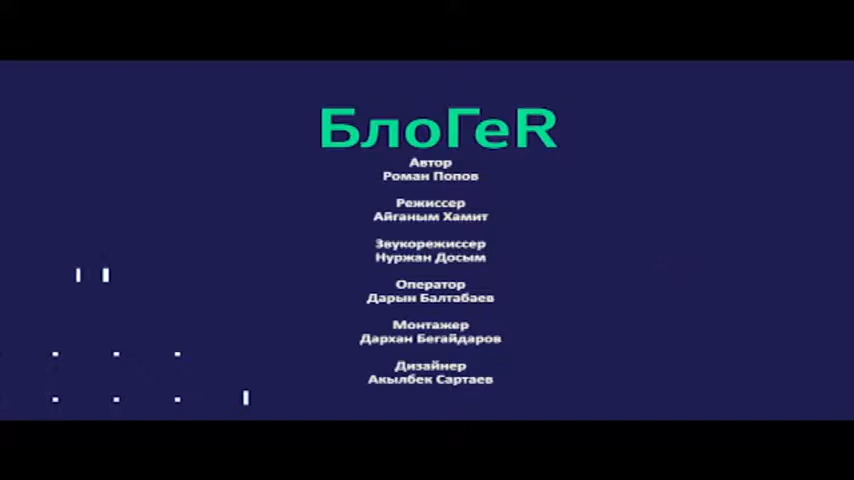 БлоГеR
Автор
Роман Попов
Режиссер
Айганым Хамит
Звукорежиссер
Нуржан Досым
Оператор
Дарын Балтабаев
Монтажер
Дархан Бегайдаров
Дизайнер
Акылбек Сартаев